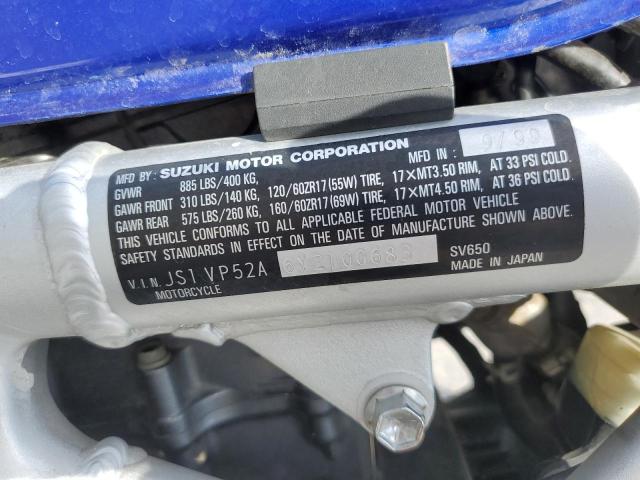 MFD BY: SUZUKI MOTOR CORPORATION MFD IN: 9/99
GVWR 885 LBS/400 KG,
GAWR FRONT 310 LBS/140 KG, 120/60ZR17(55W) TIRE, 17×MT3.50 RIM, AT 33 PSI COLD.
GAWR REAR 575 LBS/260 KG, 160/60ZR17(69W) TIRE, 17×MT4.50 RIM, AT 36 PSI COLD.
THIS VEHICLE CONFORMS TO ALL APPLICABLE FEDERAL MOTOR VEHICLE
SAFETY STANDARDS IN EFFECT ON THE DATE OF MANUFACTURE SHOWN ABOVE.
V.I.N. JS1VP52A SV650
MOTORCYCLE MADE IN JAPAN